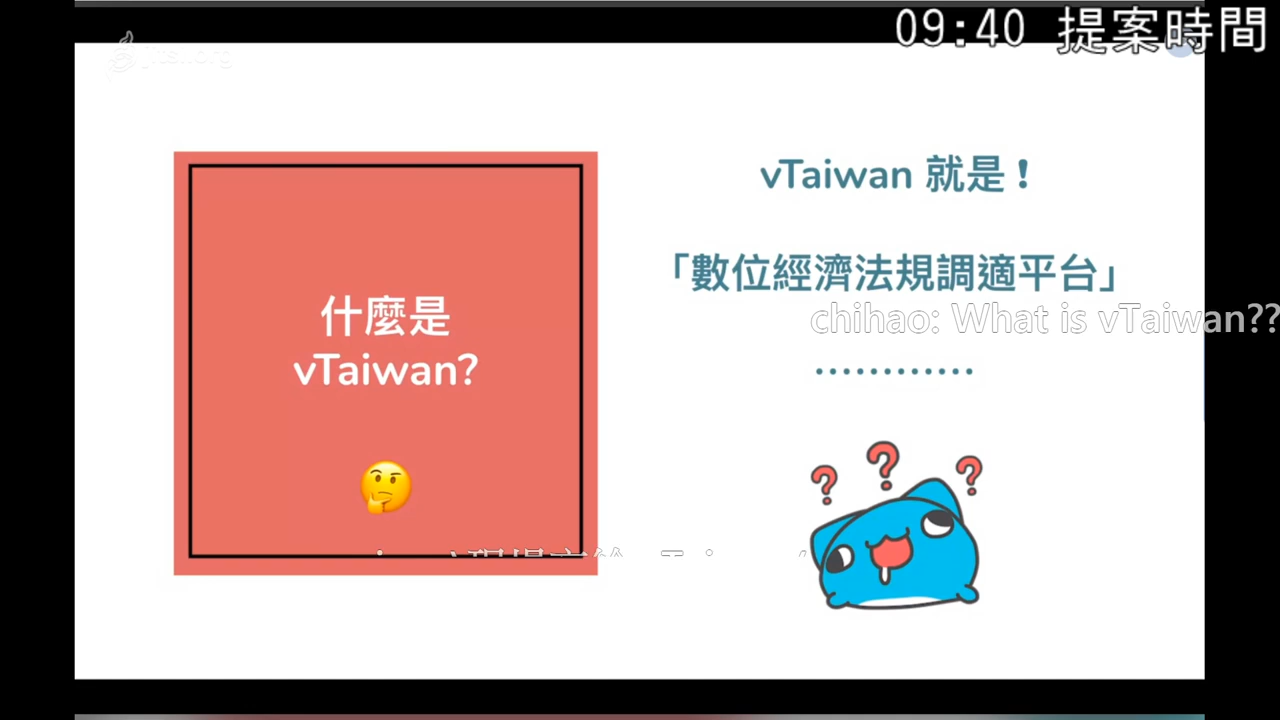 09:40 提案時間
什麼是
vTaiwan?
vTaiwan 就是！
「數位經濟法規調適平台」
chihao: What is vTaiwan??
............